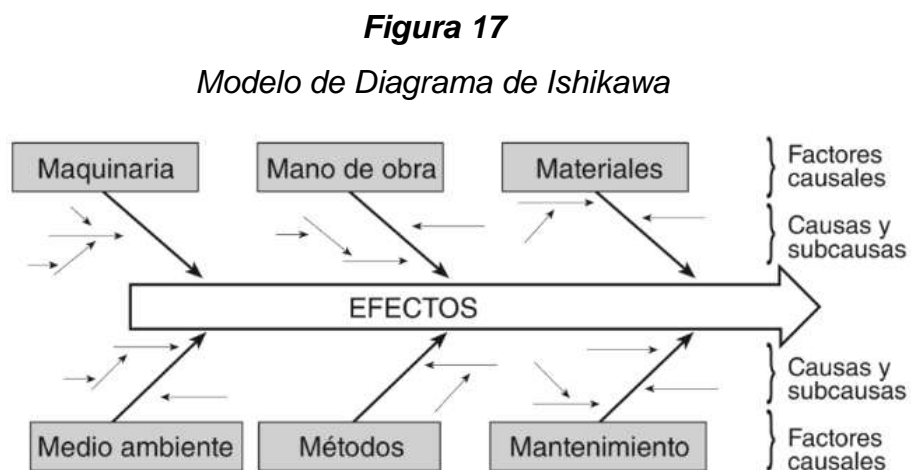 Figura 17
Modelo de Diagrama de Ishikawa
Maquinaria
Mano de obra
Materiales
Factores
causales
Causas y
subcausas
EFECTOS
Causas y
subcausas
Medio ambiente
Métodos
Mantenimiento
Factores
causales